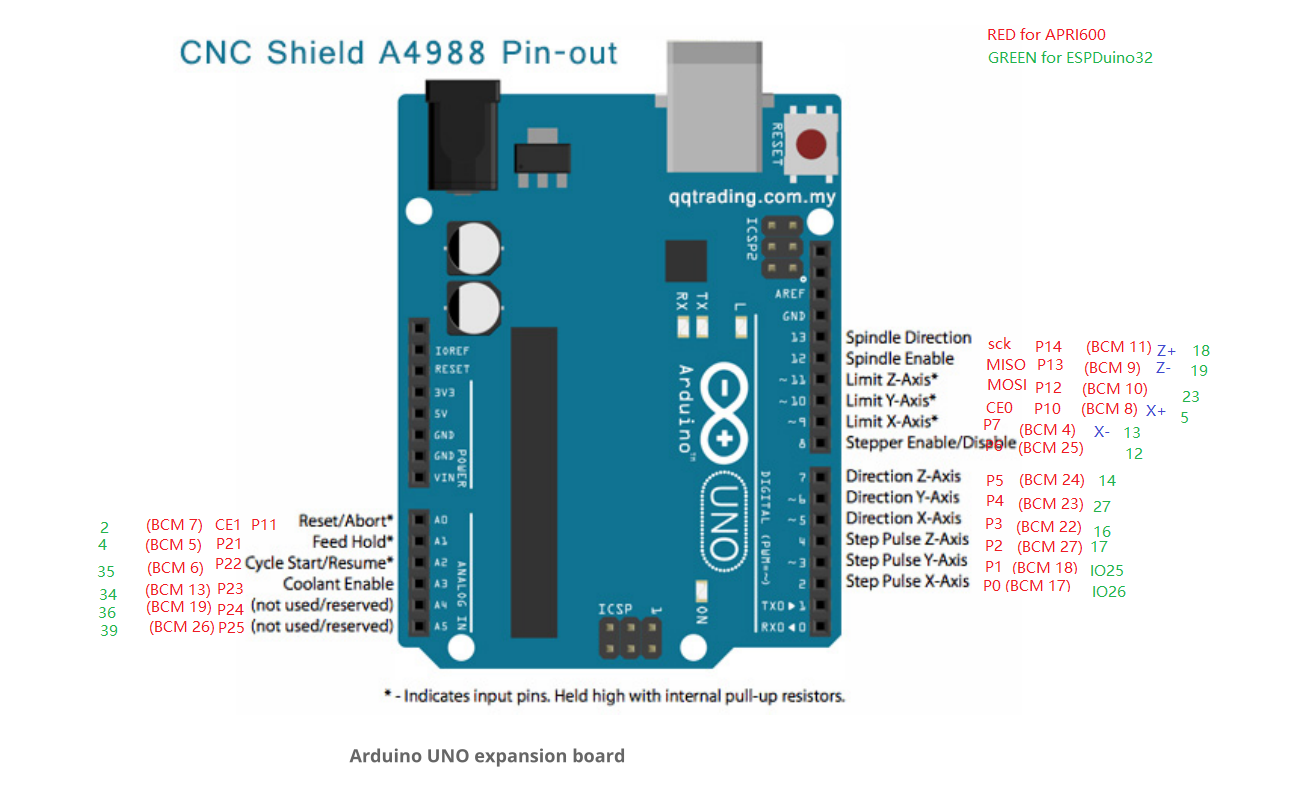 RED for APRI600
CNC Shield A4988 Pin-out
GREEN for ESPDuino32
RESET
qqtrading.com.my
ICSP2
AREF
RX TX L
GND
13 Spindle Direction sck P14 (BCM 11) Z+ 18
IOREF
12 Spindle Enable MISO P13 (BCM 9) Z- 19
RESET
~11 Limit Z-Axis* MOSI P12 (BCM 10) 23
3V3
~10 Limit Y-Axis* CE0 P10 (BCM 8) X+ 5
5V
~9 Limit X-Axis* P7 (BCM 4) X- 13
GND
8 Stepper Enable/Disable P6 (BCM 25) 12
GND
VIN
POWER
Arduino™
UNO
DIGITAL (PWM=~)
7 Direction Z-Axis P5 (BCM 24) 14
~6 Direction Y-Axis P4 (BCM 23) 27
~5 Direction X-Axis P3 (BCM 22) 16
4 Step Pulse Z-Axis P2 (BCM 27) 17
~3 Step Pulse Y-Axis P1 (BCM 18) IO25
2 Step Pulse X-Axis P0 (BCM 17) IO26
TX0▶1
RX0◀0
2 (BCM 7) CE1 P11 Reset/Abort* A0
4 (BCM 5) P21 Feed Hold* A1
35 (BCM 6) P22 Cycle Start/Resume* A2
34 (BCM 13) P23 Coolant Enable A3
36 (BCM 19) P24 (not used/reserved) A4
39 (BCM 26) P25 (not used/reserved) A5
ANALOG IN
ICSP 1
ON
* - Indicates input pins. Held high with internal pull-up resistors.
Arduino UNO expansion board